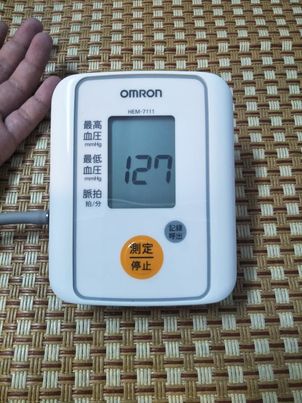 OMRON
HEM-7111
最高
血圧
mmHg
最低
血圧
mmHg
127
脈拍
拍/分
記録
呼出
測定
停止